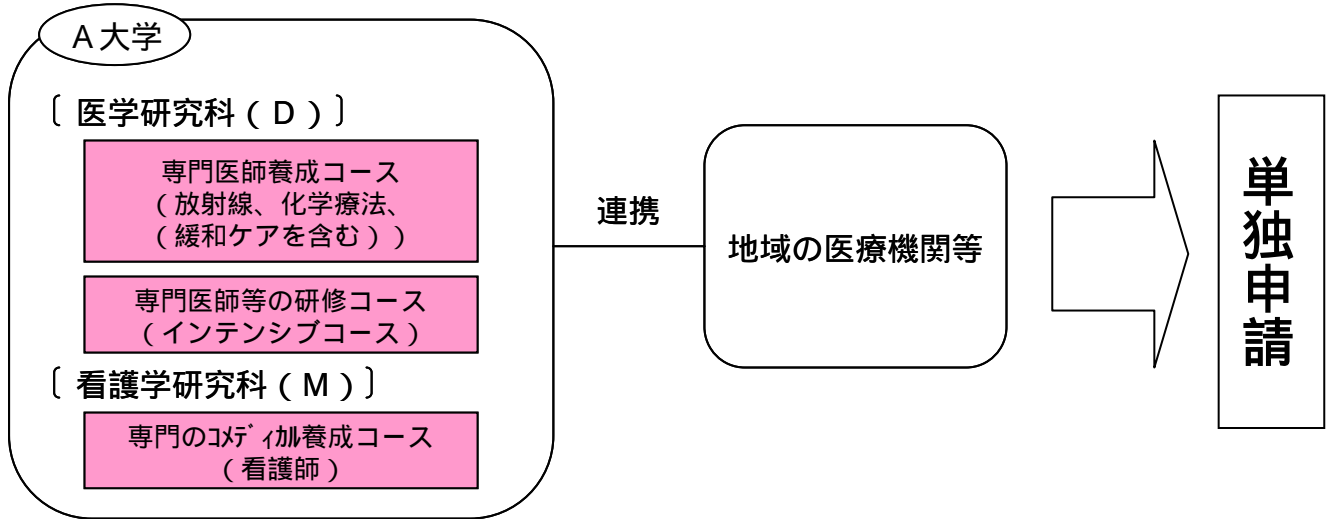 A大学
〔 医学研究科(D)〕
専門医師養成コース
(放射線、化学療法、
(緩和ケアを含む))
専門医師等の研修コース
(インテンシブコース)
〔 看護学研究科(M)〕
専門のｺﾒﾃﾞｨｶﾙ養成コース
(看護師)
連携
地域の医療機関等
単独申請